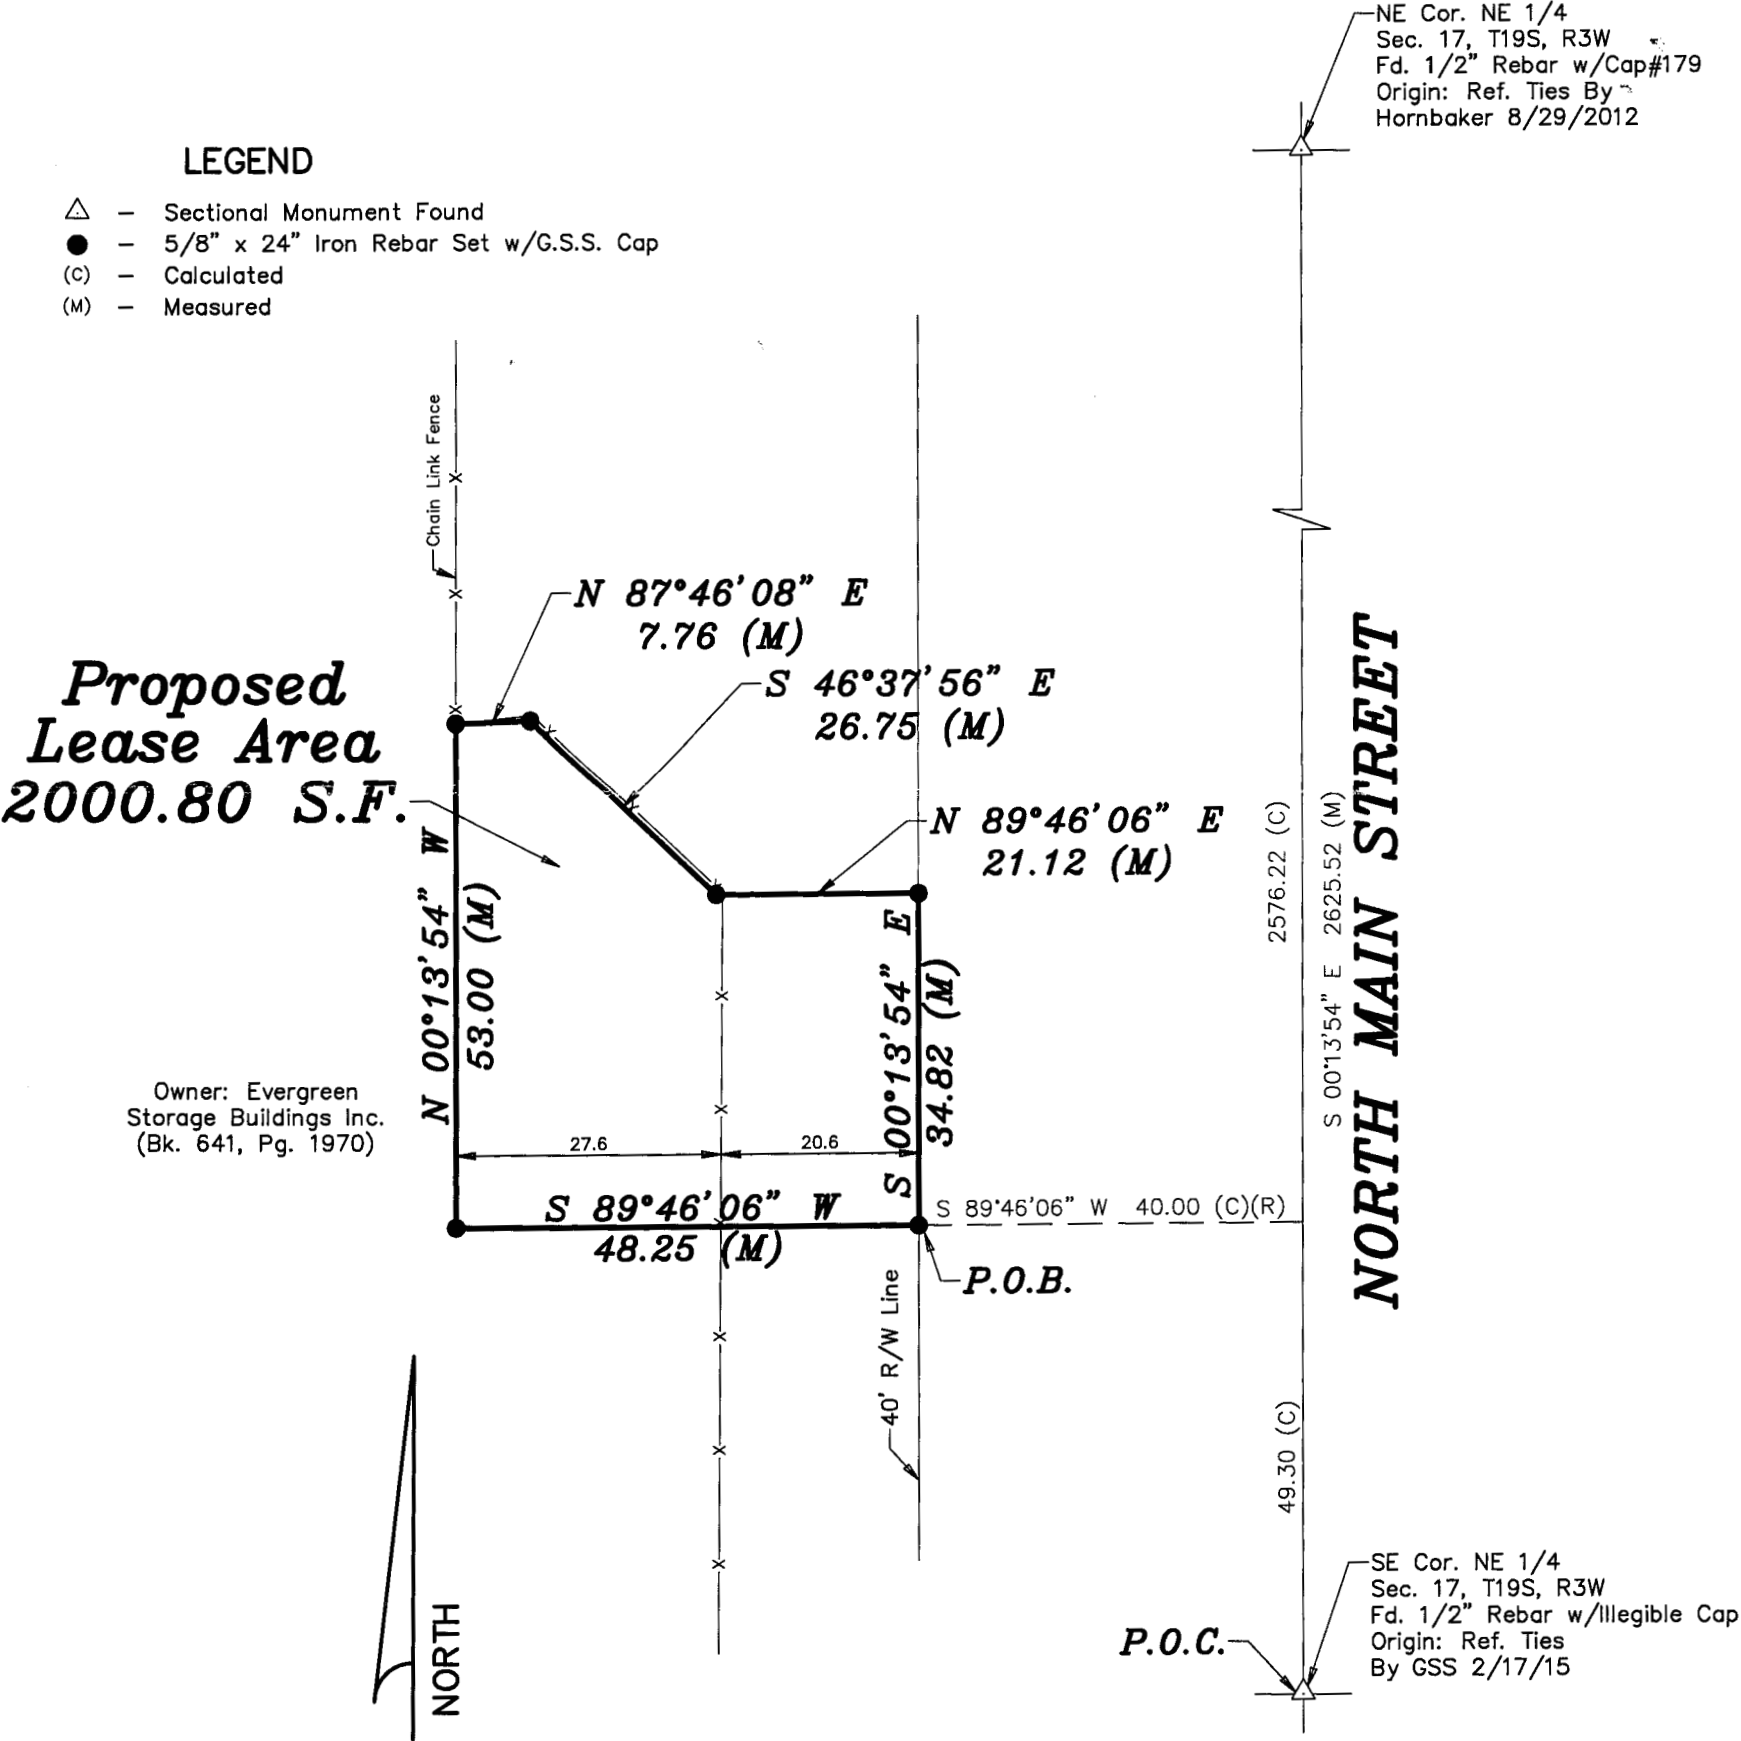 NE Cor. NE 1/4
Sec. 17, T19S, R3W
Fd. 1/2" Rebar w/Cap#179
Origin: Ref. Ties By
Hornbaker 8/29/2012
LEGEND
△ – Sectional Monument Found
● – 5/8" x 24" Iron Rebar Set w/G.S.S. Cap
(C) – Calculated
(M) – Measured
Chain Link Fence
N 87°46'08" E
7.76 (M)
S 46°37'56" E
26.75 (M)
Proposed
Lease Area
2000.80 S.F.
N 89°46'06" E
21.12 (M)
N 00°13'54" W
53.00 (M)
S 00°13'54" E
34.82 (M)
2576.22 (C)
S 00°13'54" E 2625.52 (M)
NORTH MAIN STREET
Owner: Evergreen
Storage Buildings Inc.
(Bk. 641, Pg. 1970)
27.6
20.6
S 89°46'06" W
48.25 (M)
S 89°46'06" W 40.00 (C)(R)
P.O.B.
40' R/W Line
49.30 (C)
NORTH
P.O.C.
SE Cor. NE 1/4
Sec. 17, T19S, R3W
Fd. 1/2" Rebar w/Illegible Cap
Origin: Ref. Ties
By GSS 2/17/15